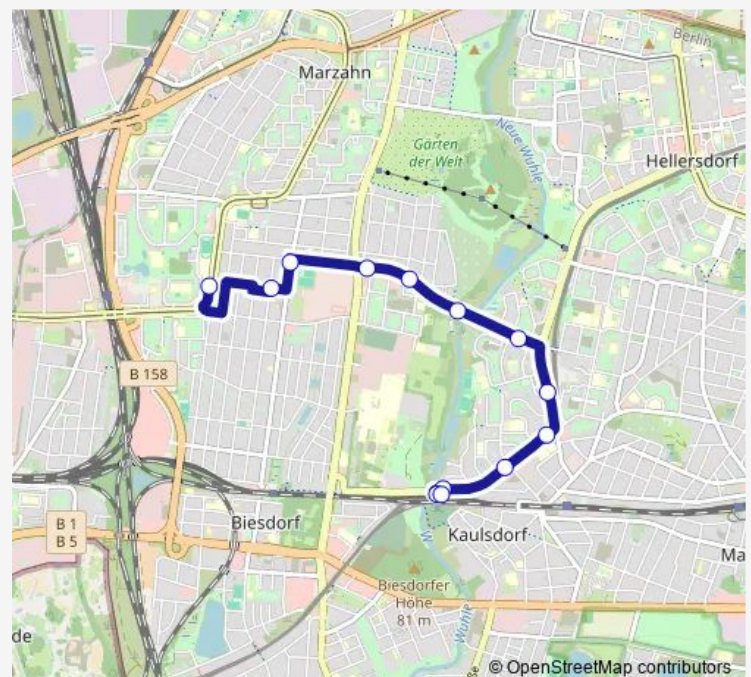 Berlin
Marzahn
Gärten
der Welt
Neue Wuhle
Hellersdorf
B 158
B 1
B 5
Biesdorf
Kaulsdorf
W
Ma
Biesdorfer
Höhe
81 m
Wuhle
de
ße
© OpenStreetMap contributors